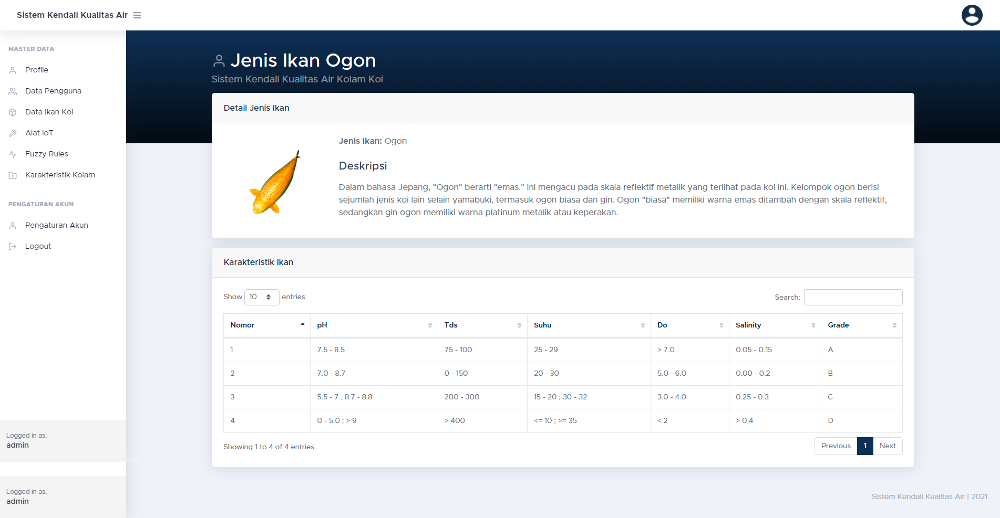 Sistem Kendali Kualitas Air
MASTER DATA
Profile
Data Pengguna
Data Ikan Koi
Alat IoT
Fuzzy Rules
Karakteristik Kolam
PENGATURAN AKUN
Pengaturan Akun
Logout
Logged in as:
admin
Logged in as:
admin
Jenis Ikan Ogon
Sistem Kendali Kualitas Air Kolam Koi
Detail Jenis Ikan
Jenis Ikan: Ogon
Deskripsi
Dalam bahasa Jepang, "Ogon" berarti "emas." Ini mengacu pada skala reflektif metalik yang terlihat pada koi ini. Kelompok ogon berisi
sejumlah jenis koi lain selain yamabuki, termasuk ogon biasa dan gin. Ogon "biasa" memiliki warna emas ditambah dengan skala reflektif,
sedangkan gin ogon memiliki warna platinum metalik atau keperakan.
Karakteristik Ikan
Show 10 entries Search:
Nomor pH Tds Suhu Do Salinity Grade
1 7.5 - 8.5 75 - 100 25 - 29 > 7.0 0.05 - 0.15 A
2 7.0 - 8.7 0 - 150 20 - 30 5.0 - 6.0 0.00 - 0.2 B
3 5.5 - 7 ; 8.7 - 8.8 200 - 300 15 - 20 ; 30 - 32 3.0 - 4.0 0.25 - 0.3 C
4 0 - 5.0 ; > 9 > 400 <= 10 ; >= 35 < 2 > 0.4 D
Showing 1 to 4 of 4 entries Previous 1 Next
Sistem Kendali Kualitas Air | 2021